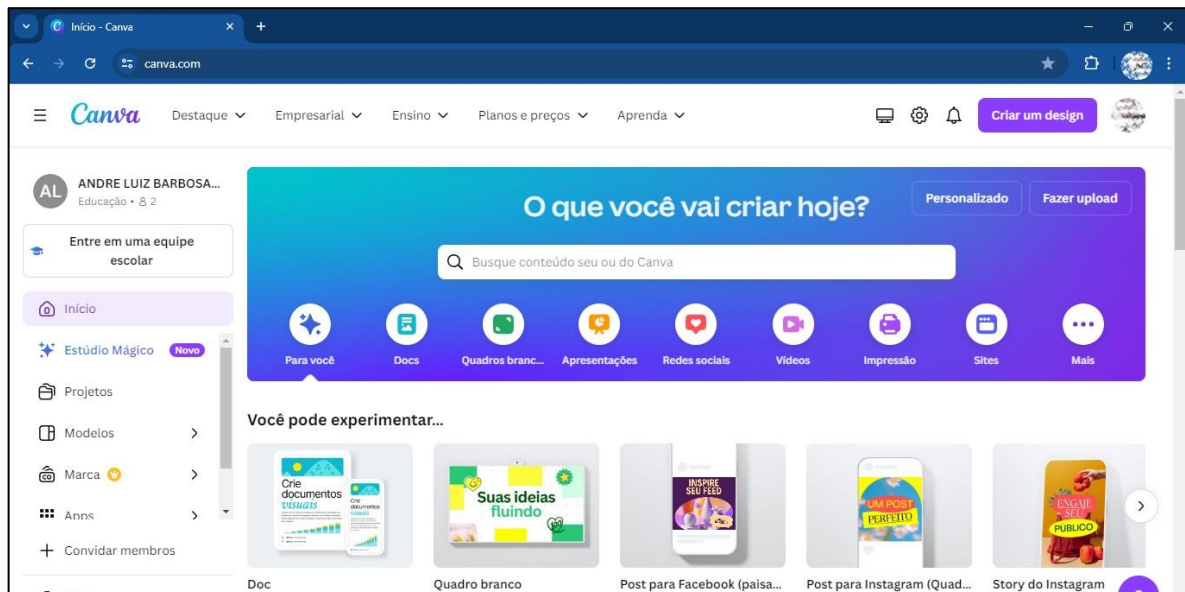 Início - Canva
canva.com
Canva
Destaque
Empresarial
Ensino
Planos e preços
Aprenda
Criar um design
AL
ANDRE LUIZ BARBOSA...
Educação • 2
Entre em uma equipe
escolar
Início
Estúdio Mágico Novo
Projetos
Modelos
Marca
Apps
Convidar membros
O que você vai criar hoje?
Personalizado
Fazer upload
Busque conteúdo seu ou do Canva
Para você
Docs
Quadros branc...
Apresentações
Redes sociais
Vídeos
Impressão
Sites
Mais
Você pode experimentar...
Crie
documentos
visuais
Doc
Suas ideias
fluindo
Quadro branco
INSPIRE
SEU FEED
Post para Facebook (paisa...
UM POST
PERFEITO
Post para Instagram (Quad...
ENGAJE
SEU
PÚBLICO
Story do Instagram